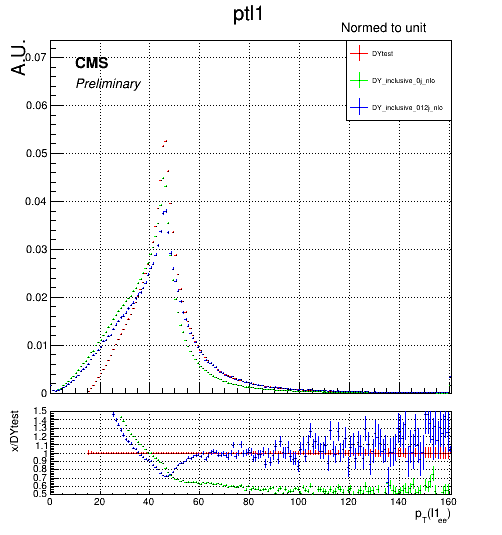 ptl1
Normed to unit
A.U.
CMS
Preliminary
DYtest
DY_inclusive_0j_nlo
DY_inclusive_012j_nlo
0.07
0.06
0.05
0.04
0.03
0.02
0.01
0
x/DYtest
1.5
1.4
1.3
1.2
1.1
1
0.9
0.8
0.7
0.6
0.5
0 20 40 60 80 100 120 140 160
p_T(l1_ee)